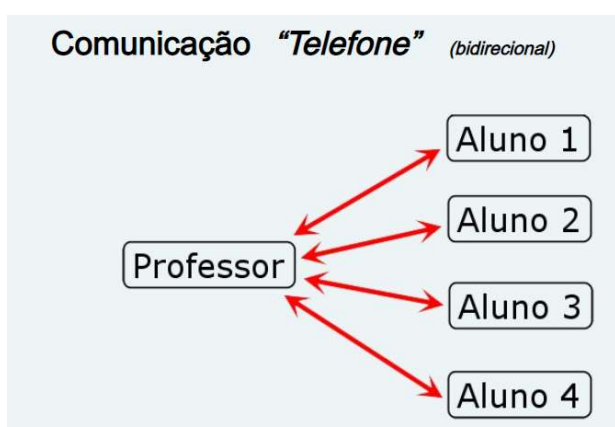 Comunicação “Telefone” (bidirecional)
Aluno 1
Aluno 2
Professor
Aluno 3
Aluno 4